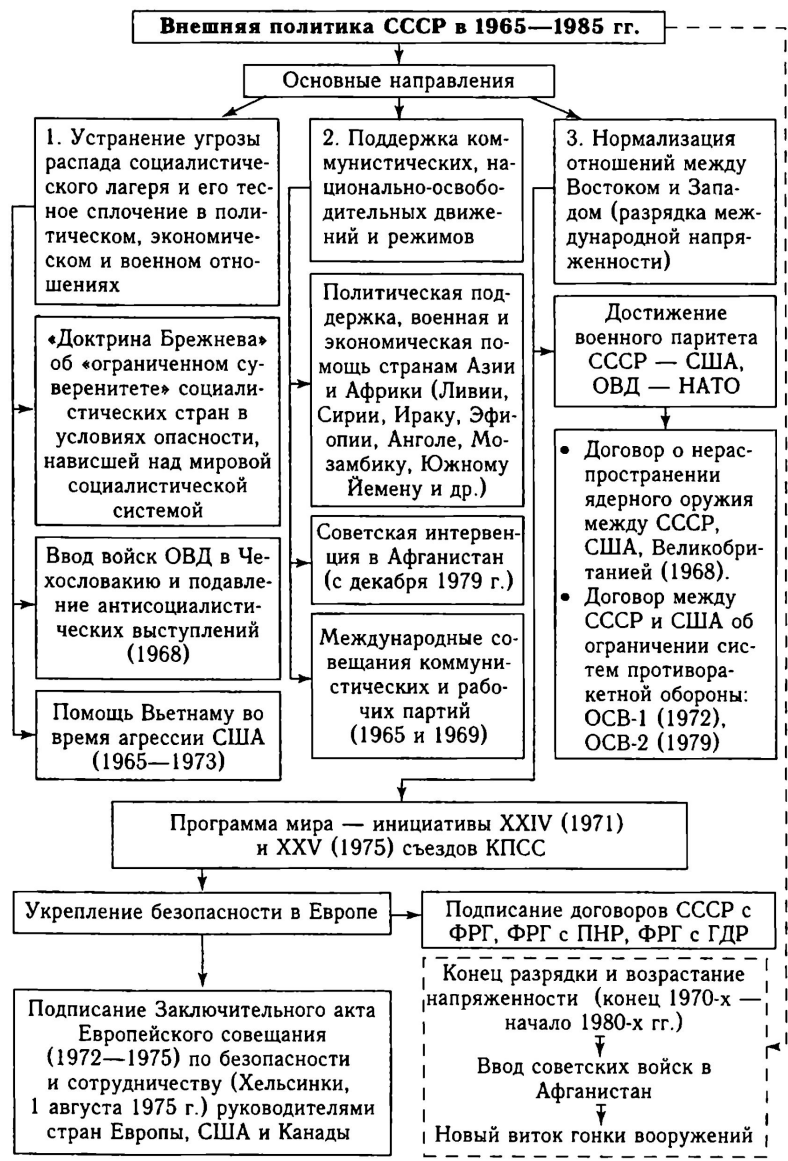 Внешняя политика СССР в 1965—1985 гг.
Основные направления
1. Устранение угрозы
распада социалистиче-
ского лагеря и его тес-
ное сплочение в поли-
тическом, экономиче-
ском и военном отно-
шениях
«Доктрина Брежнева»
об «ограниченном су-
веренитете» социали-
стических стран в
условиях опасности,
нависшей над мировой
социалистической
системой
Ввод войск ОВД в Че-
хословакию и подавле-
ние антисоциалисти-
ческих выступлений
(1968)
Помощь Вьетнаму во
время агрессии США
(1965—1973)
2. Поддержка ком-
мунистических, на-
ционально-освобо-
дительных движе-
ний и режимов
Политическая под-
держка, военная и
экономическая по-
мощь странам Азии
и Африки (Ливии,
Сирии, Ираку, Эфи-
опии, Анголе, Мо-
замбику, Южному
Йемену и др.)
Советская интервен-
ция в Афганистан
(с декабря 1979 г.)
Международные со-
вещания коммуни-
стических и рабо-
чих партий
(1965 и 1969)
3. Нормализация
отношений между
Востоком и Запа-
дом (разрядка меж-
дународной напря-
женности)
Достижение
военного паритета
СССР — США,
ОВД — НАТО
• Договор о нерас-
пространении
ядерного оружия
между СССР,
США, Великобри-
танией (1968).
• Договор между
СССР и США об
ограничении сис-
тем противора-
кетной обороны:
ОСВ-1 (1972),
ОСВ-2 (1979)
Программа мира — инициативы XXIV (1971)
и XXV (1975) съездов КПСС
Укрепление безопасности в Европе
Подписание договоров СССР с
ФРГ, ФРГ с ПНР, ФРГ с ГДР
Подписание Заключительного акта
Европейского совещания
(1972—1975) по безопасности
и сотрудничеству (Хельсинки,
1 августа 1975 г.) руководителями
стран Европы, США и Канады
Конец разрядки и возрастание
напряженности (конец 1970-х —
начало 1980-х гг.)
Ввод советских войск в
Афганистан
Новый виток гонки вооружений